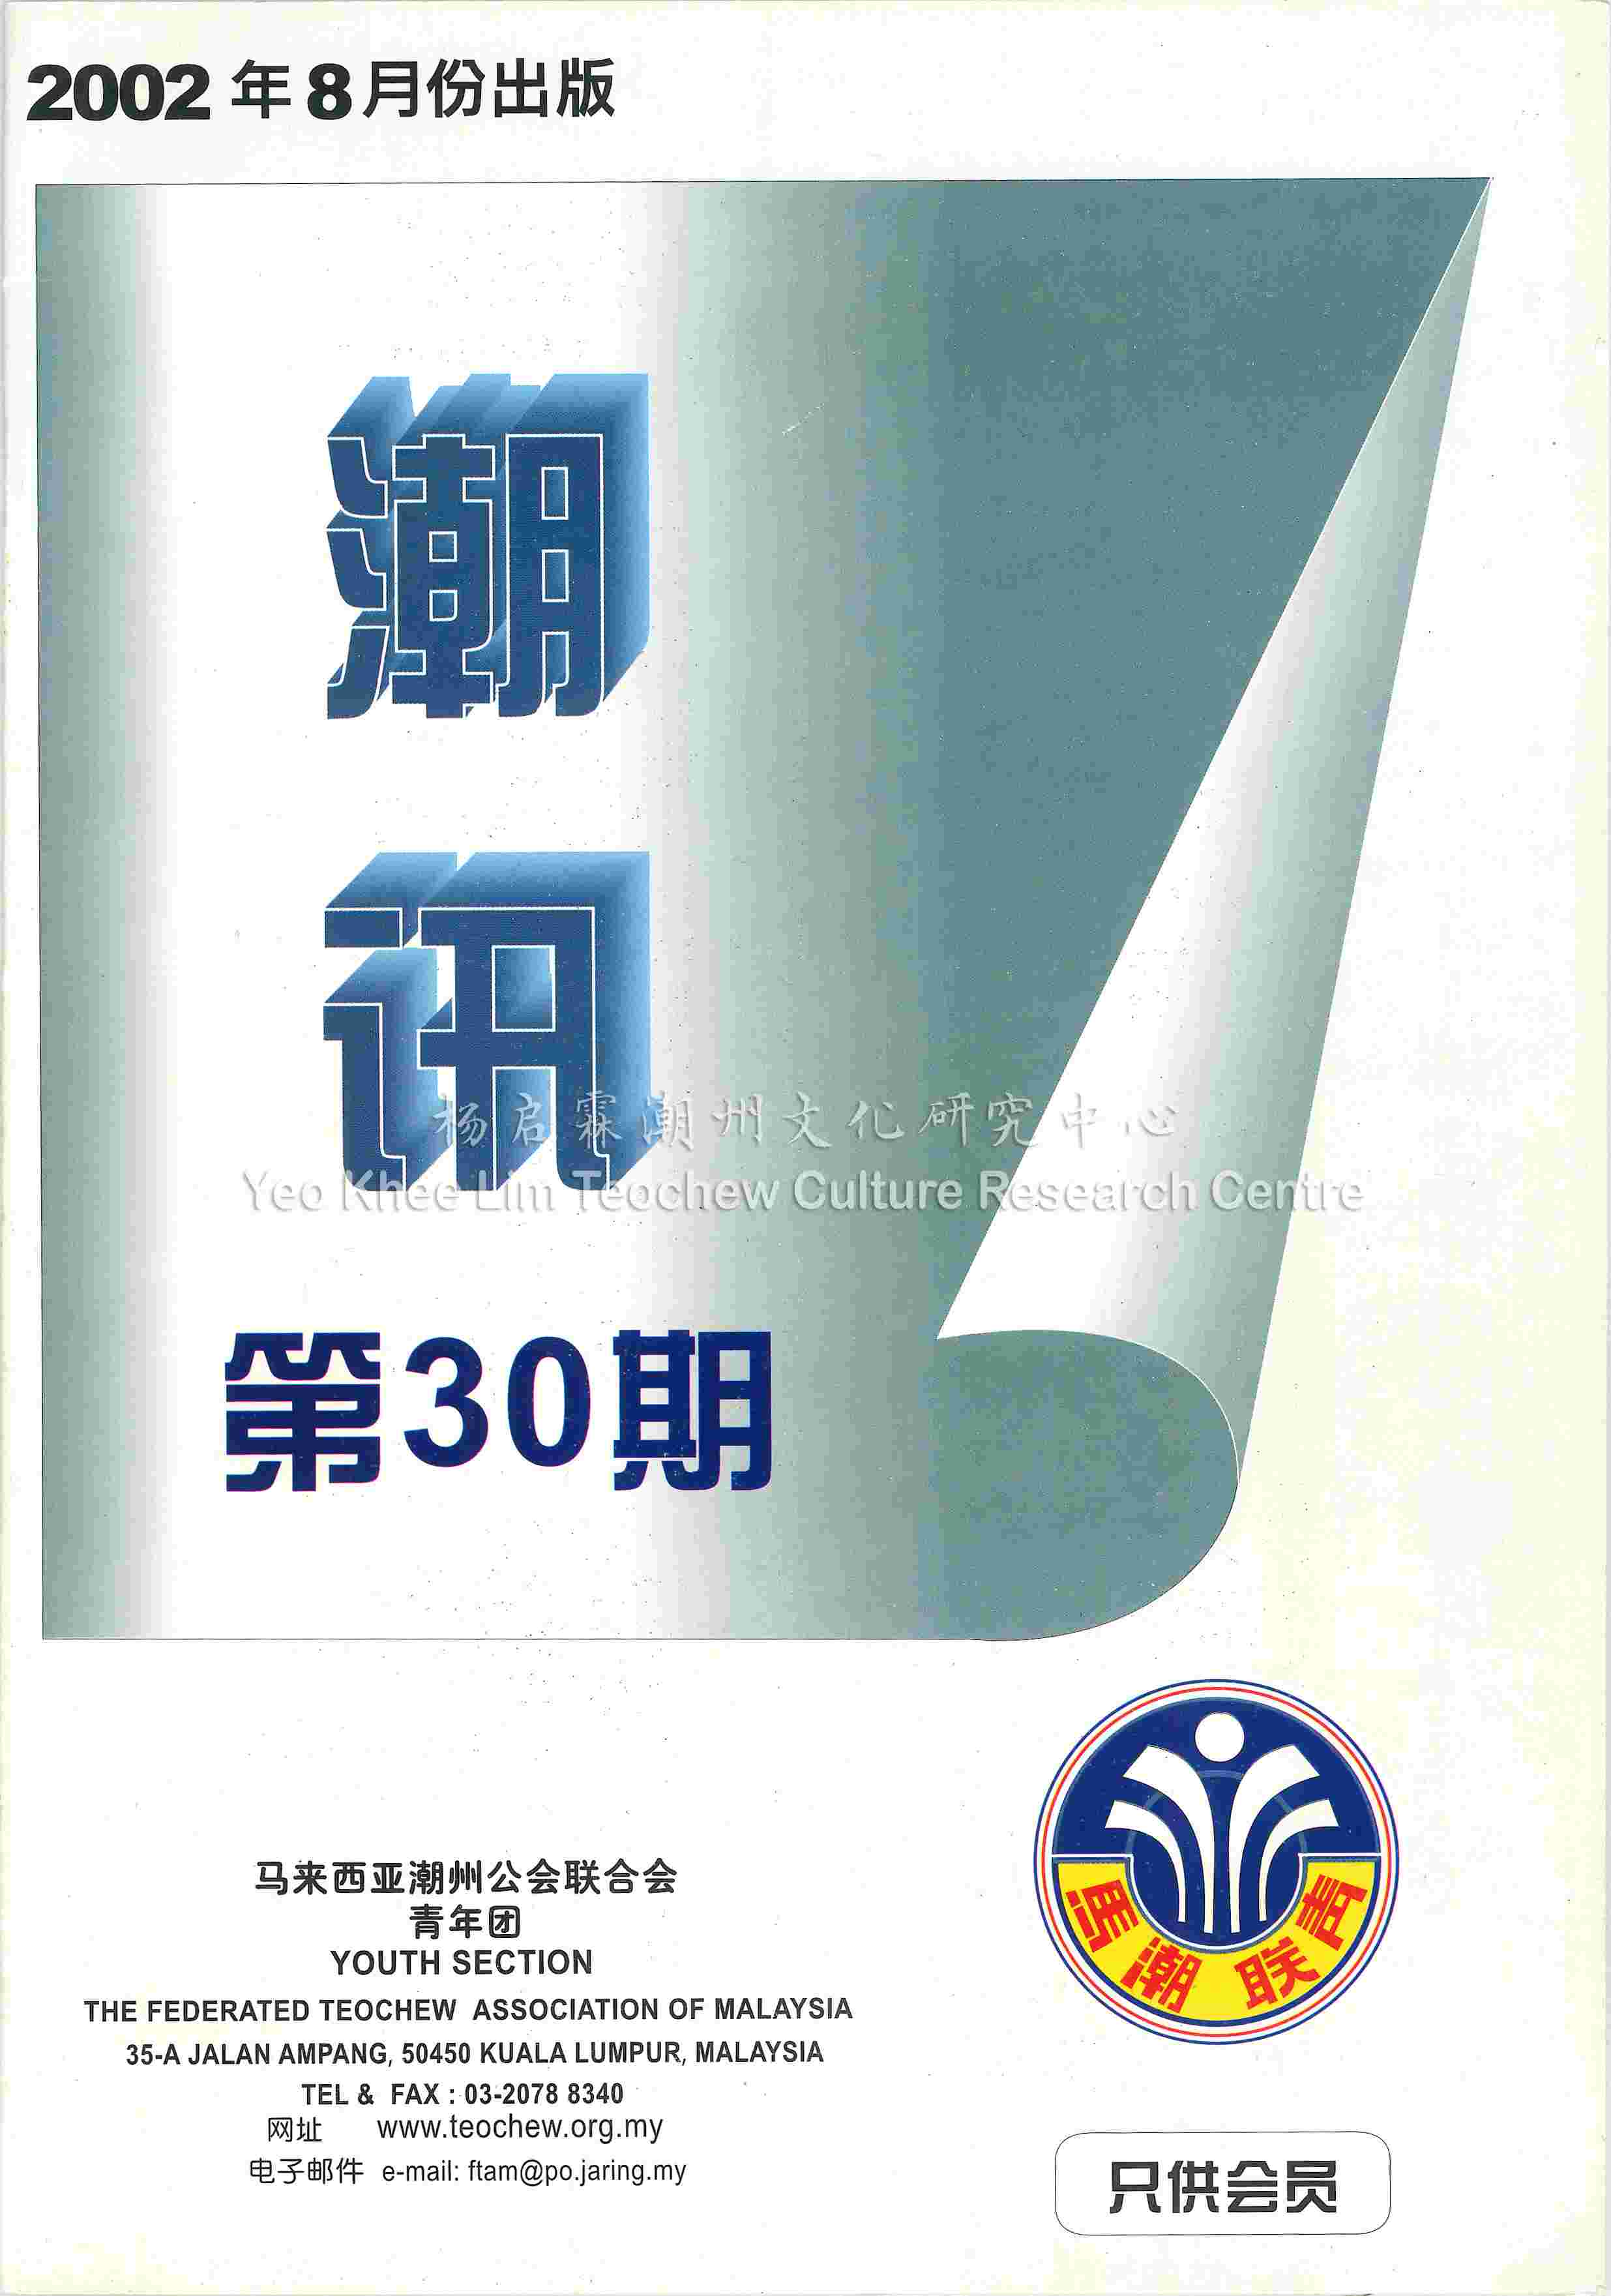 2002 年 8 月份出版
潮
讯
杨启霖潮州文化研究中心
Yeo Khee Lim Teochew Culture Research Centre
第30期
马来西亚潮州公会联合会
青年团
YOUTH SECTION
THE FEDERATED TEOCHEW ASSOCIATION OF MALAYSIA
35-A JALAN AMPANG, 50450 KUALA LUMPUR, MALAYSIA
TEL & FAX : 03-2078 8340
网址 www.teochew.org.my
电子邮件 e-mail: ftam@po.jaring.my
馬潮联青
只供会员